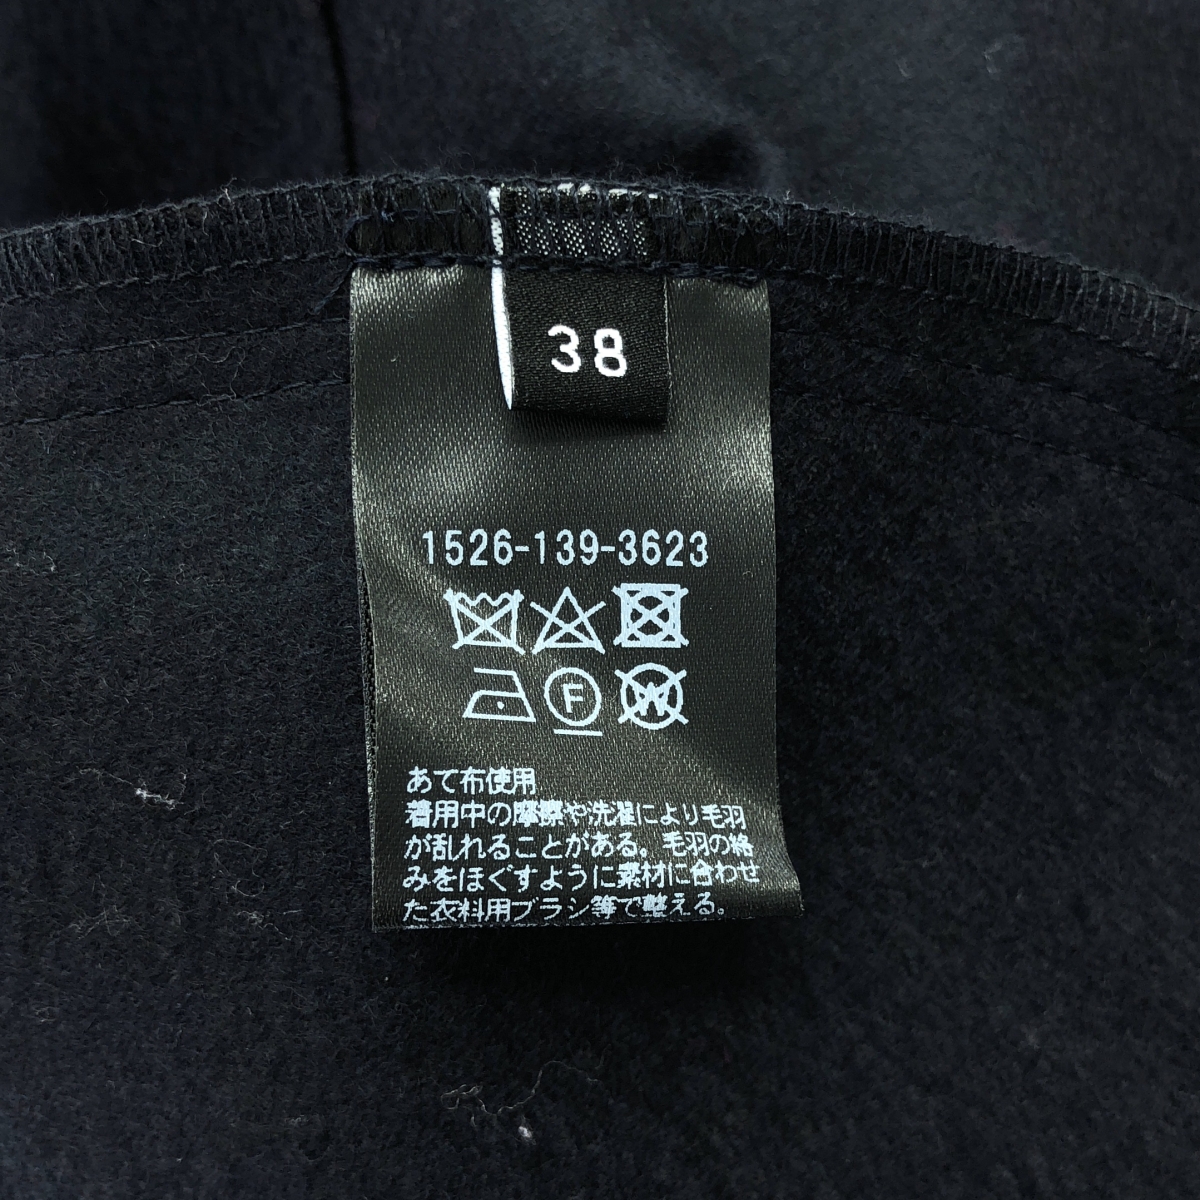 38
1526-139-3623
F
W
あて布使用
着用中の摩擦や洗濯により毛羽
が乱れることがある。毛羽の絡
みをほぐすように素材に合わせ
た衣料用ブラシ等で整える。